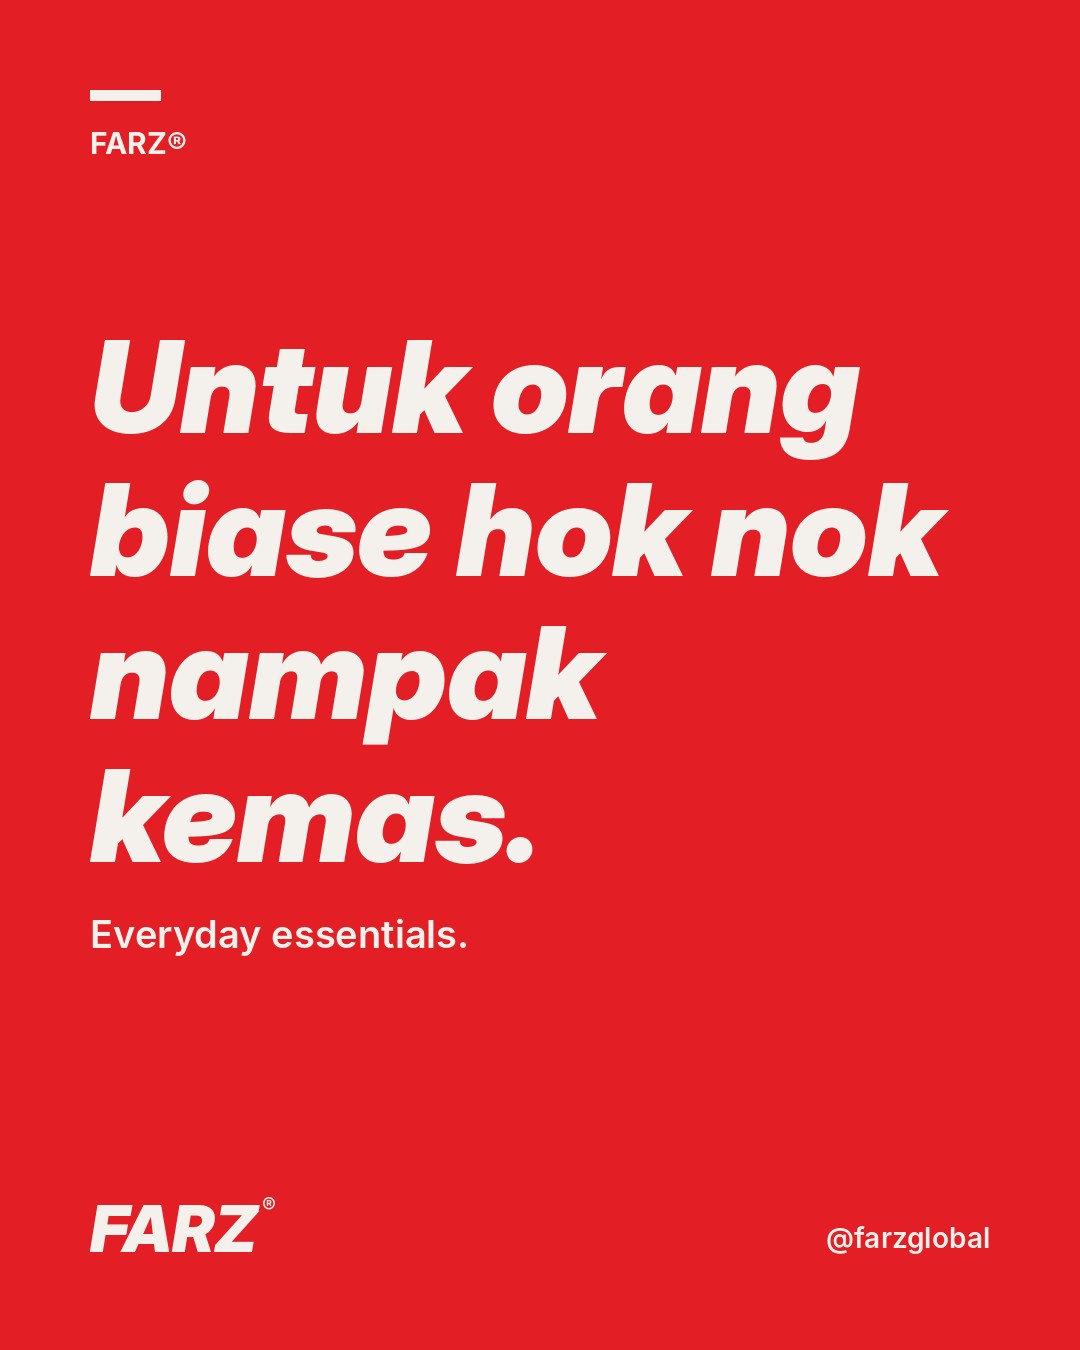 FARZ®
Untuk orang
biase hok nok
nampak
kemas.
Everyday essentials.
FARZ®
@farzglobal